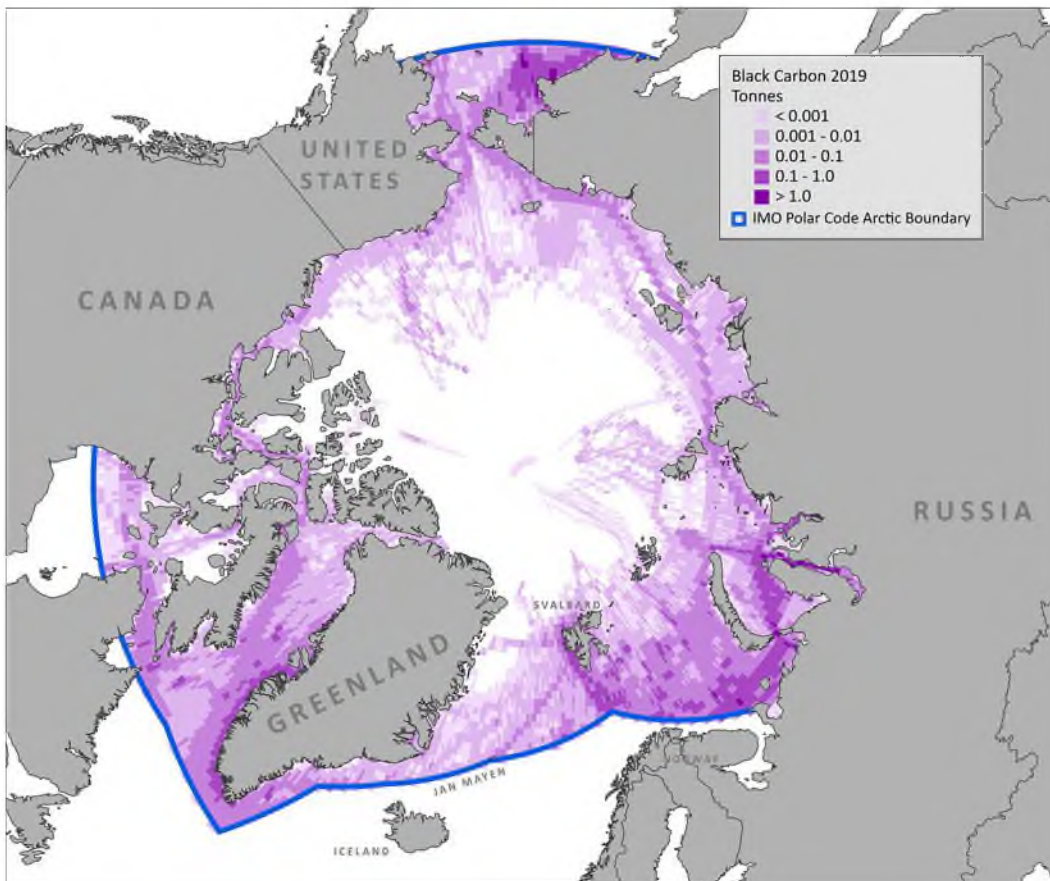 Black Carbon 2019
Tonnes
< 0.001
0.001 - 0.01
0.01 - 0.1
0.1 - 1.0
> 1.0
IMO Polar Code Arctic Boundary
UNITED
STATES
CANADA
RUSSIA
SVALBARD
GREENLAND
NORWAY
JAN MAYEN
ICELAND